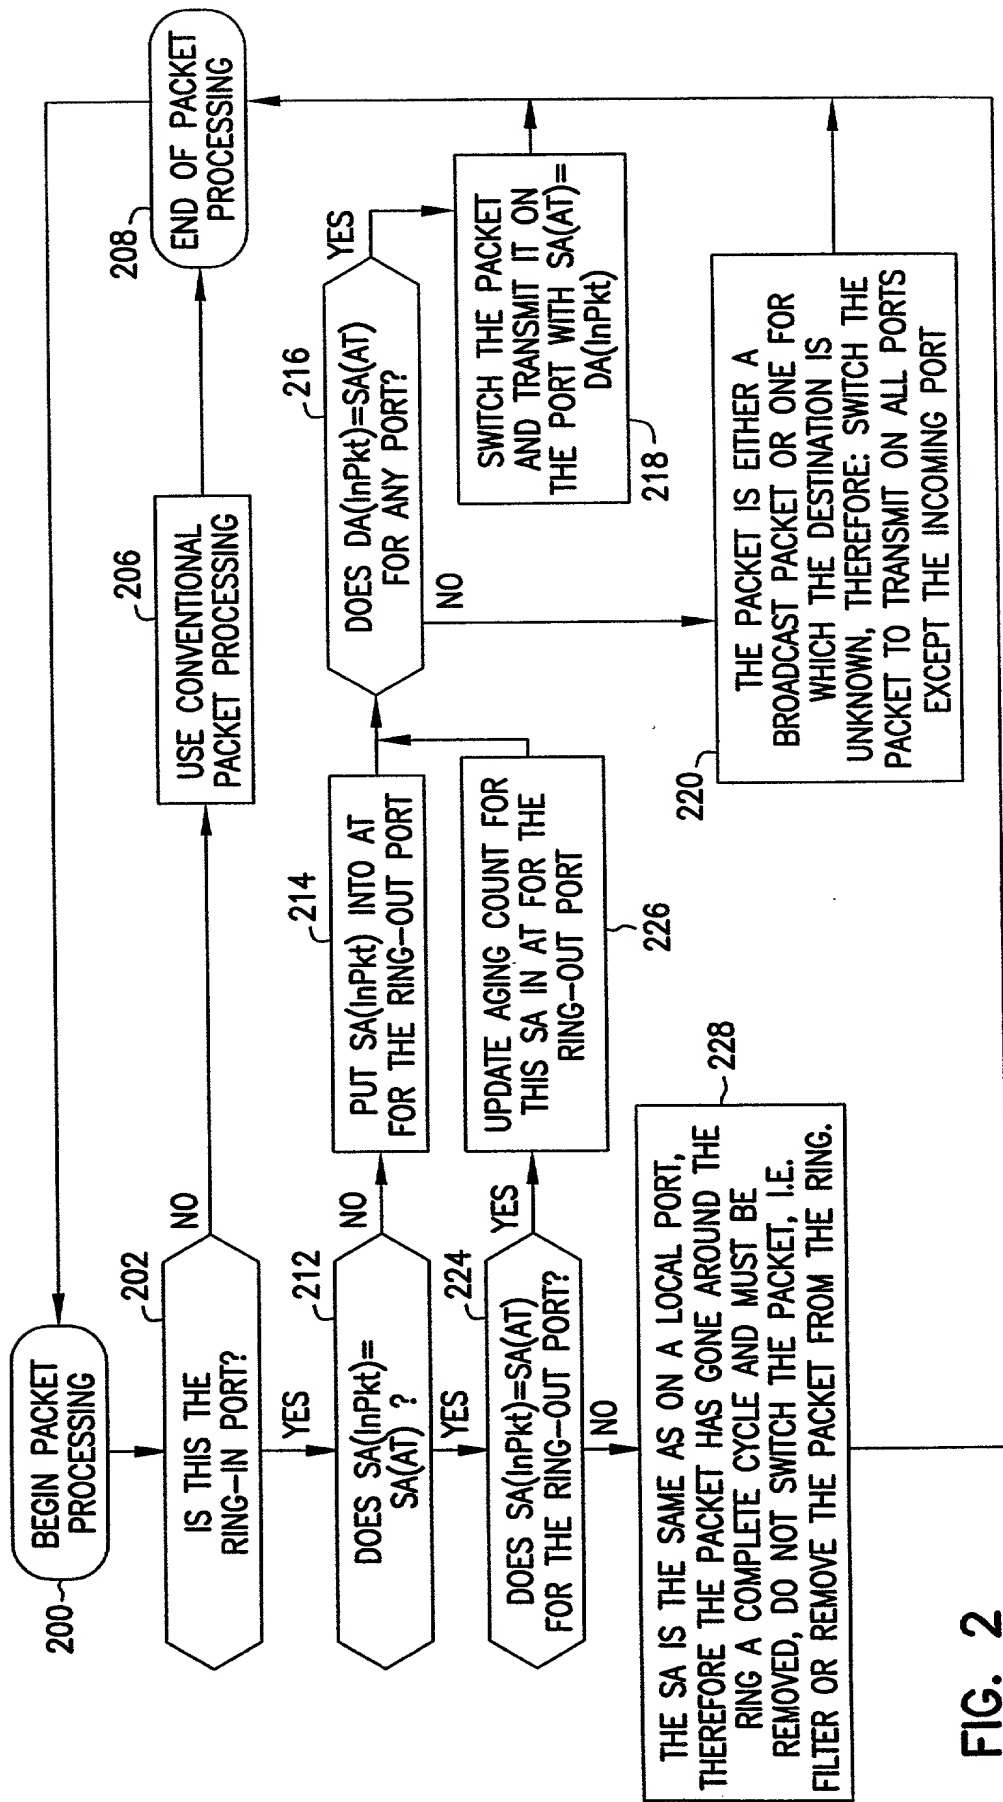 200
BEGIN PACKET
PROCESSING
202
IS THIS THE
RING-IN PORT?
NO
YES
206
USE CONVENTIONAL
PACKET PROCESSING
208
END OF PACKET
PROCESSING
212
DOES SA(InPkt)=
SA(AT) ?
NO
YES
214
PUT SA(InPkt) INTO AT
FOR THE RING-OUT PORT
216
DOES DA(InPkt)=SA(AT)
FOR ANY PORT?
YES
NO
SWITCH THE PACKET
AND TRANSMIT IT ON
THE PORT WITH SA(AT)=
DA(InPkt)
218
224
DOES SA(InPkt)=SA(AT)
FOR THE RING-OUT PORT?
YES
NO
UPDATE AGING COUNT FOR
THIS SA IN AT FOR THE
RING-OUT PORT
226
220
THE PACKET IS EITHER A
BROADCAST PACKET OR ONE FOR
WHICH THE DESTINATION IS
UNKNOWN, THEREFORE: SWITCH THE
PACKET TO TRANSMIT ON ALL PORTS
EXCEPT THE INCOMING PORT
228
THE SA IS THE SAME AS ON A LOCAL PORT,
THEREFORE THE PACKET HAS GONE AROUND THE
RING A COMPLETE CYCLE AND MUST BE
REMOVED, DO NOT SWITCH THE PACKET, I.E.
FILTER OR REMOVE THE PACKET FROM THE RING.
FIG. 2